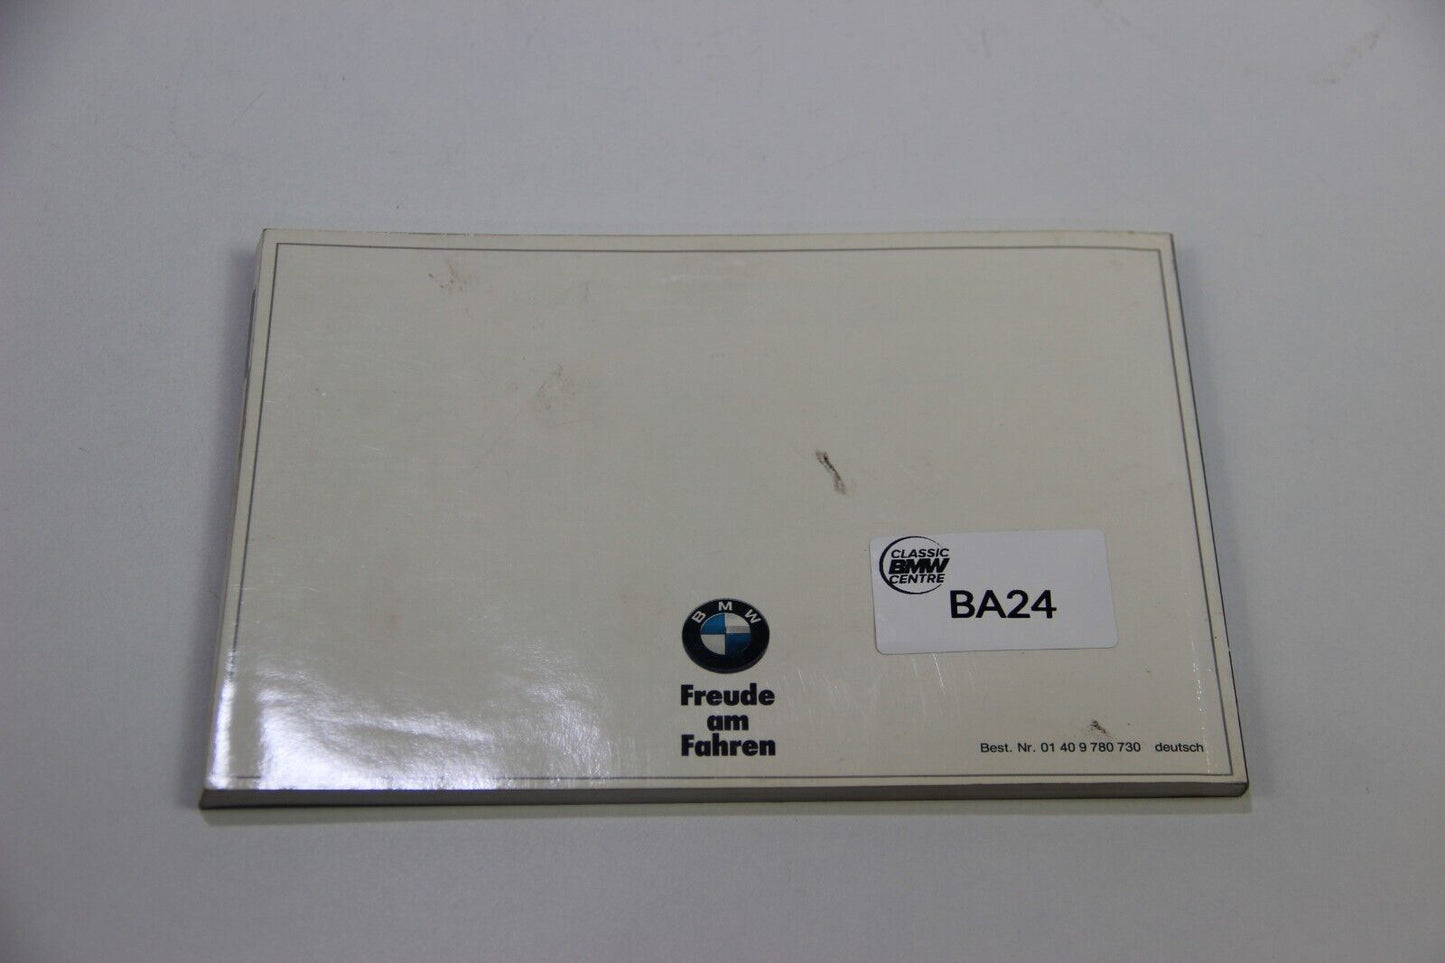 CLASSIC
BMW
CENTRE
BA24
BMW
Freude
am
Fahren
Best. Nr. 01 40 9 780 730 deutsch